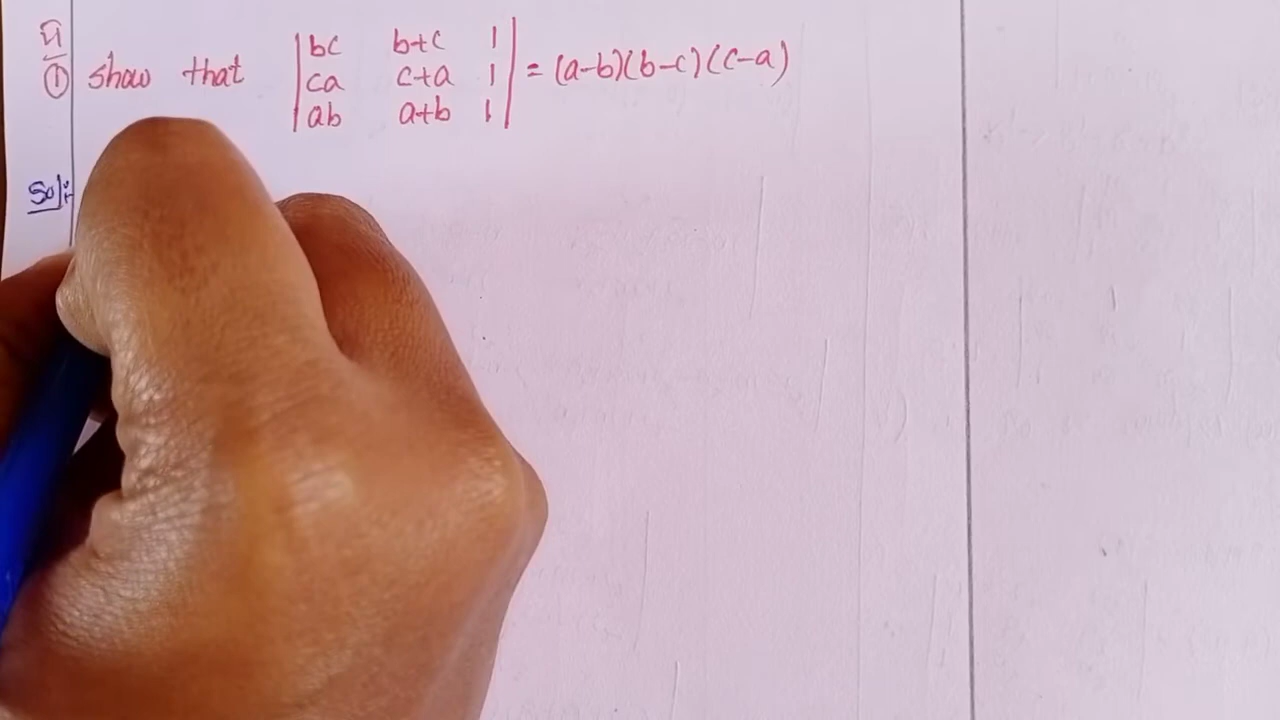 ① show that | bc b+c 1 | = (a-b)(b-c)(c-a)
| ca c+a 1 |
| ab a+b 1 |
Sol: